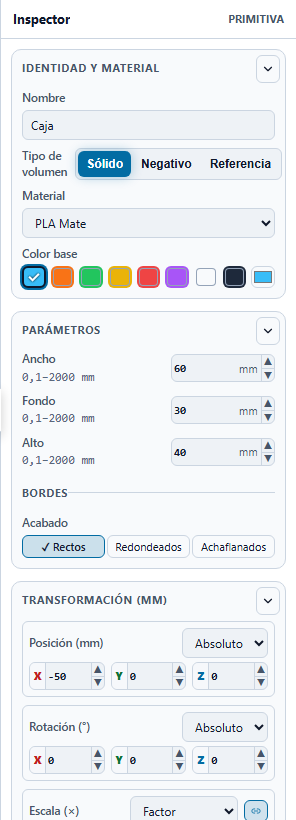 Inspector PRIMITIVA
IDENTIDAD Y MATERIAL
Nombre
Caja
Tipo de volumen Sólido Negativo Referencia
Material
PLA Mate
Color base
PARÁMETROS
Ancho
0,1–2000 mm
60 mm
Fondo
0,1–2000 mm
30 mm
Alto
0,1–2000 mm
40 mm
BORDES
Acabado
✓ Rectos Redondeados Achaflanados
TRANSFORMACIÓN (MM)
Posición (mm) Absoluto
X -50 Y 0 Z 0
Rotación (°) Absoluto
X 0 Y 0 Z 0
Escala (×) Factor